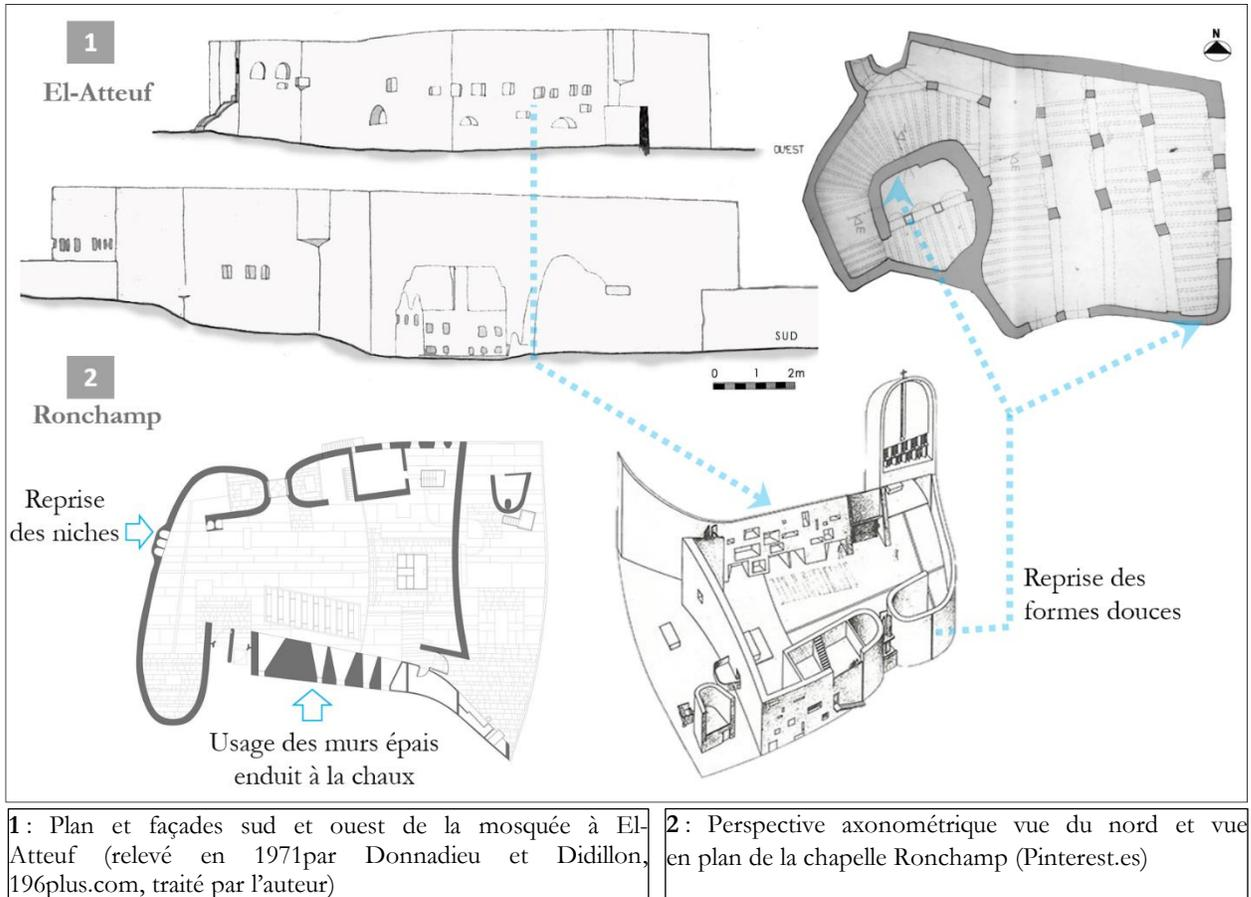 1
El-Atteuf
N
OUEST
SUD
0 1 2m
2
Ronchamp
Reprise
des niches
Usage des murs épais
enduit à la chaux
Reprise des
formes douces
1 : Plan et façades sud et ouest de la mosquée à El-
Atteuf (relevé en 1971par Donnadieu et Didillon,
196plus.com, traité par l’auteur)
2 : Perspective axonométrique vue du nord et vue
en plan de la chapelle Ronchamp (Pinterest.es)